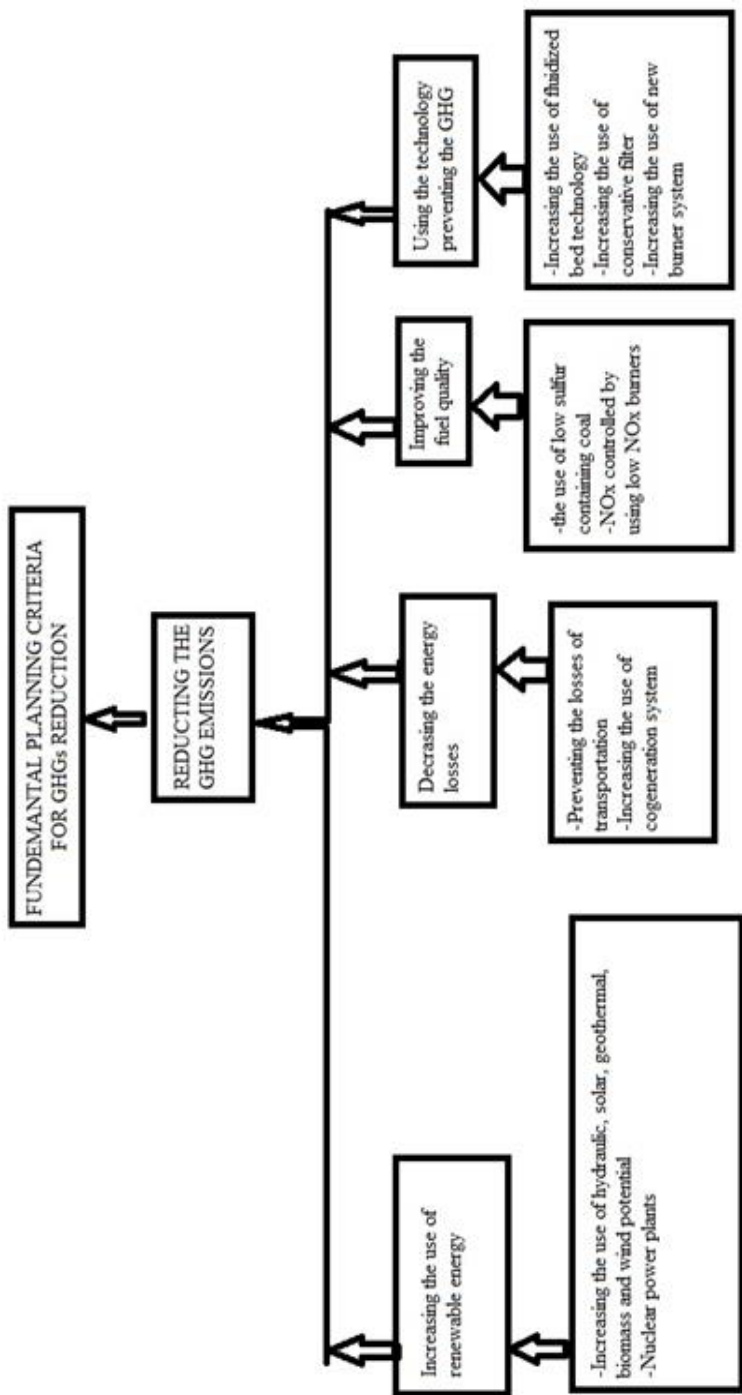 FUNDEMANTAL PLANNING CRITERIA
FOR GHGs REDUCTION
REDUCTING THE
GHG EMISSIONS
Increasing the use of
renewable energy
Decrasing the energy
losses
Improving the
fuel quality
Using the technology
preventing the GHG
-Increasing the use of hydraulic, solar, geothermal,
biomass and wind potential
-Nuclear power plants
-Preventing the losses of
transportation
-Increasing the use of
cogeneration system
-the use of low sulfur
containing coal
-NOx controlled by
using low NOx burners
-Increasing the use of fluidized
bed technology
-Increasing the use of
conservative filter
-Increasing the use of new
burner system